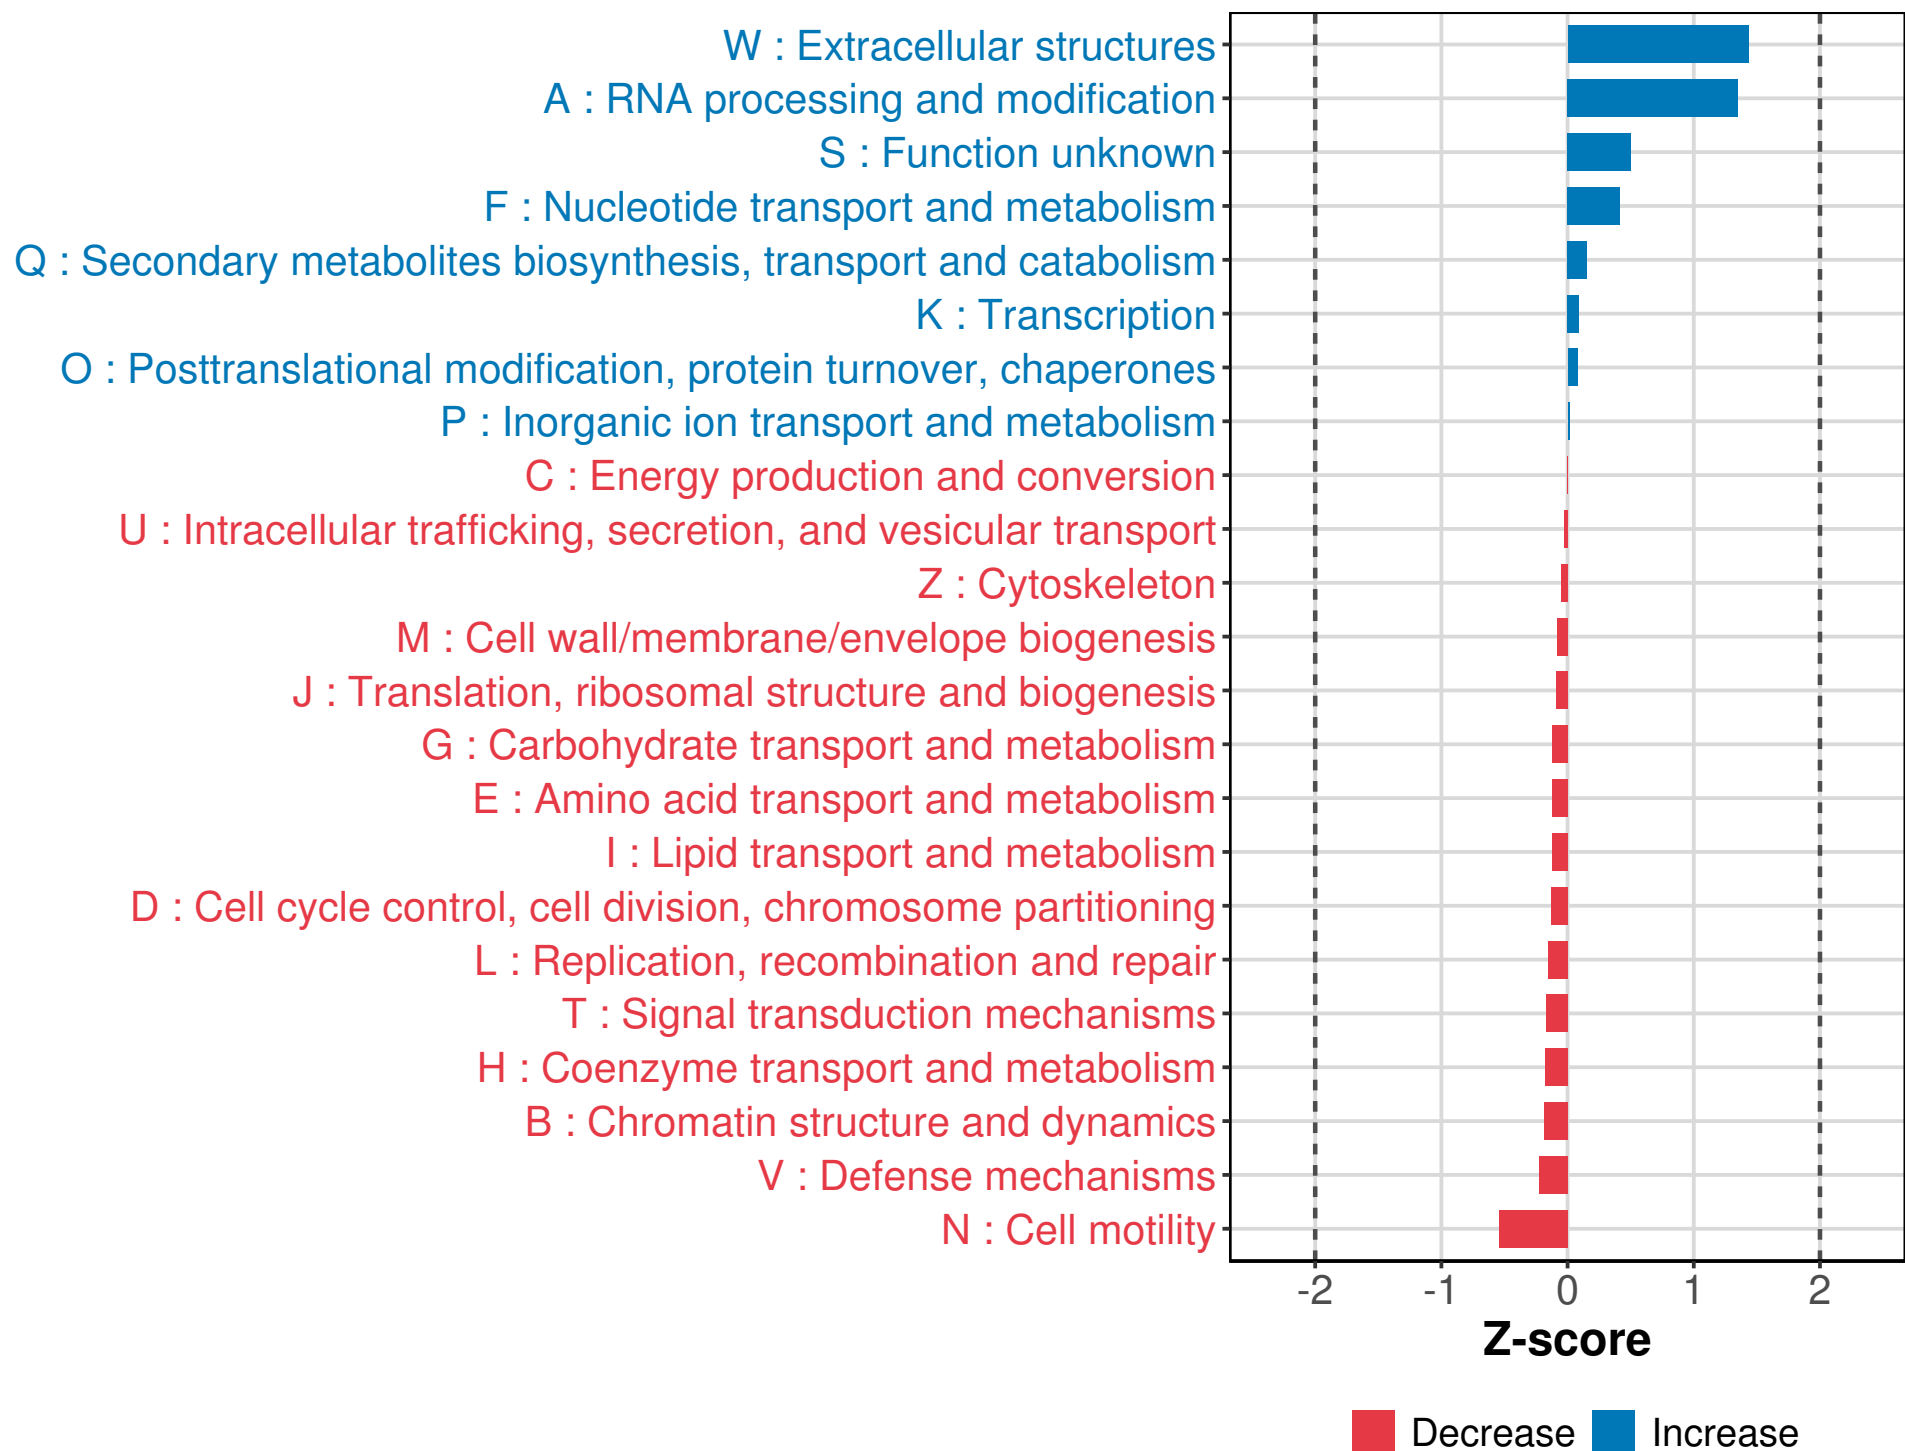 W : Extracellular structures
A : RNA processing and modification
S : Function unknown
F : Nucleotide transport and metabolism
Q : Secondary metabolites biosynthesis, transport and catabolism
K : Transcription
O : Posttranslational modification, protein turnover, chaperones
P : Inorganic ion transport and metabolism
C : Energy production and conversion
U : Intracellular trafficking, secretion, and vesicular transport
Z : Cytoskeleton
M : Cell wall/membrane/envelope biogenesis
J : Translation, ribosomal structure and biogenesis
G : Carbohydrate transport and metabolism
E : Amino acid transport and metabolism
I : Lipid transport and metabolism
D : Cell cycle control, cell division, chromosome partitioning
L : Replication, recombination and repair
T : Signal transduction mechanisms
H : Coenzyme transport and metabolism
B : Chromatin structure and dynamics
V : Defense mechanisms
N : Cell motility
-2 -1 0 1 2
Z-score
Decrease Increase